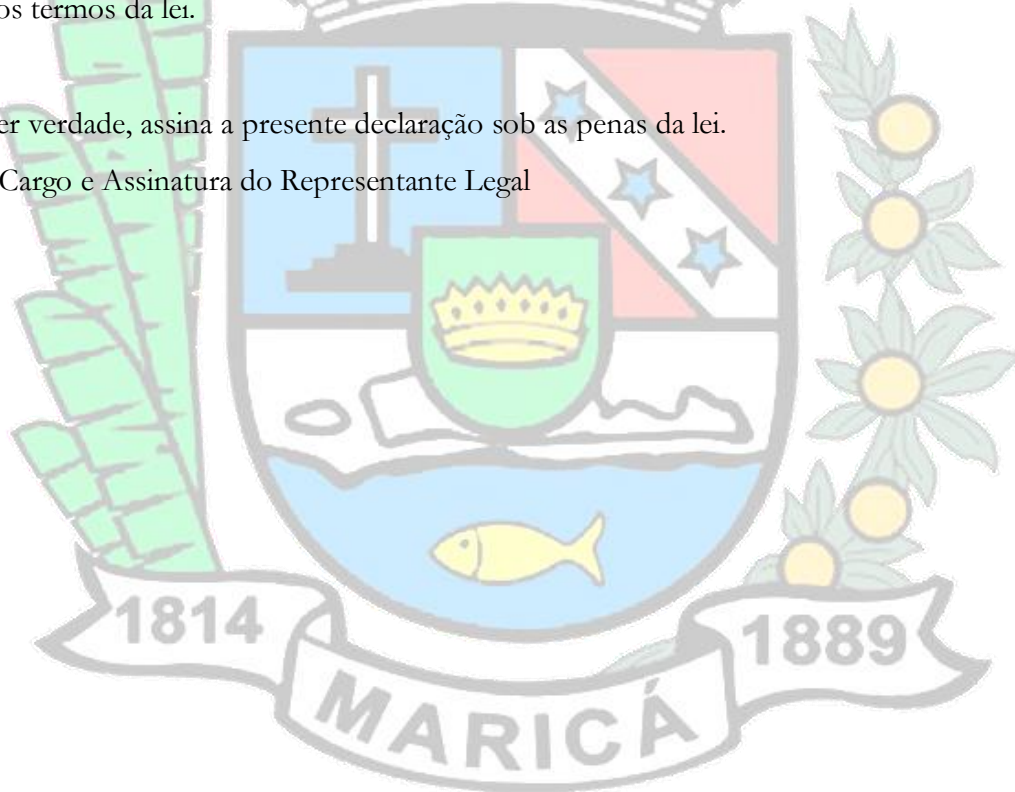 os termos da lei.
er verdade, assina a presente declaração sob as penas da lei.
Cargo e Assinatura do Representante Legal
1814
1889
MARICÁ